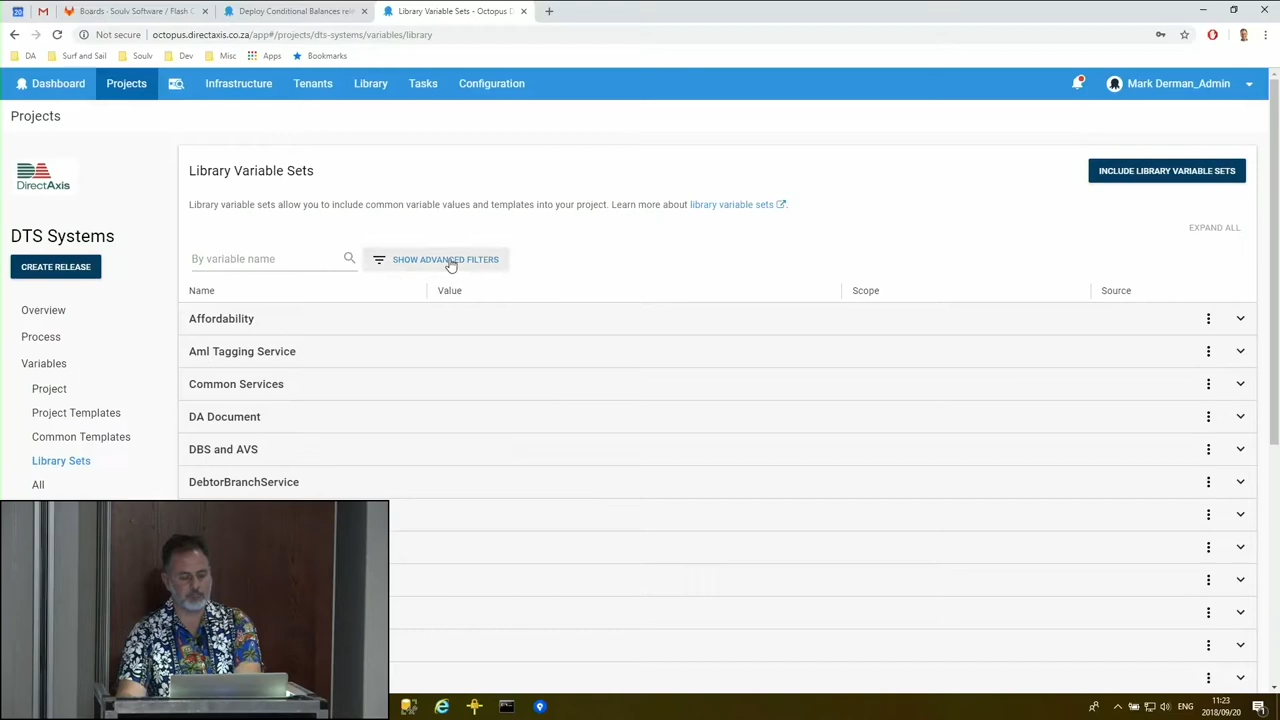 20
Boards · Soulv Software / Flash C
Deploy Conditional Balances rele
Library Variable Sets - Octopus D
Not secure
octopus.directaxis.co.za/app#/projects/dts-systems/variables/library
DA
Surf and Sail
Soulv
Dev
Misc
Apps
Bookmarks
Dashboard
Projects
Infrastructure
Tenants
Library
Tasks
Configuration
Mark Derman_Admin
Projects
DA
DirectAxis
DTS Systems
CREATE RELEASE
Overview
Process
Variables
Project
Project Templates
Common Templates
Library Sets
All
Library Variable Sets
INCLUDE LIBRARY VARIABLE SETS
Library variable sets allow you to include common variable values and templates into your project. Learn more about library variable sets.
EXPAND ALL
By variable name
SHOW ADVANCED FILTERS
Name
Value
Scope
Source
Affordability
Aml Tagging Service
Common Services
DA Document
DBS and AVS
DebtorBranchService
ENG
11:23
2018/09/20